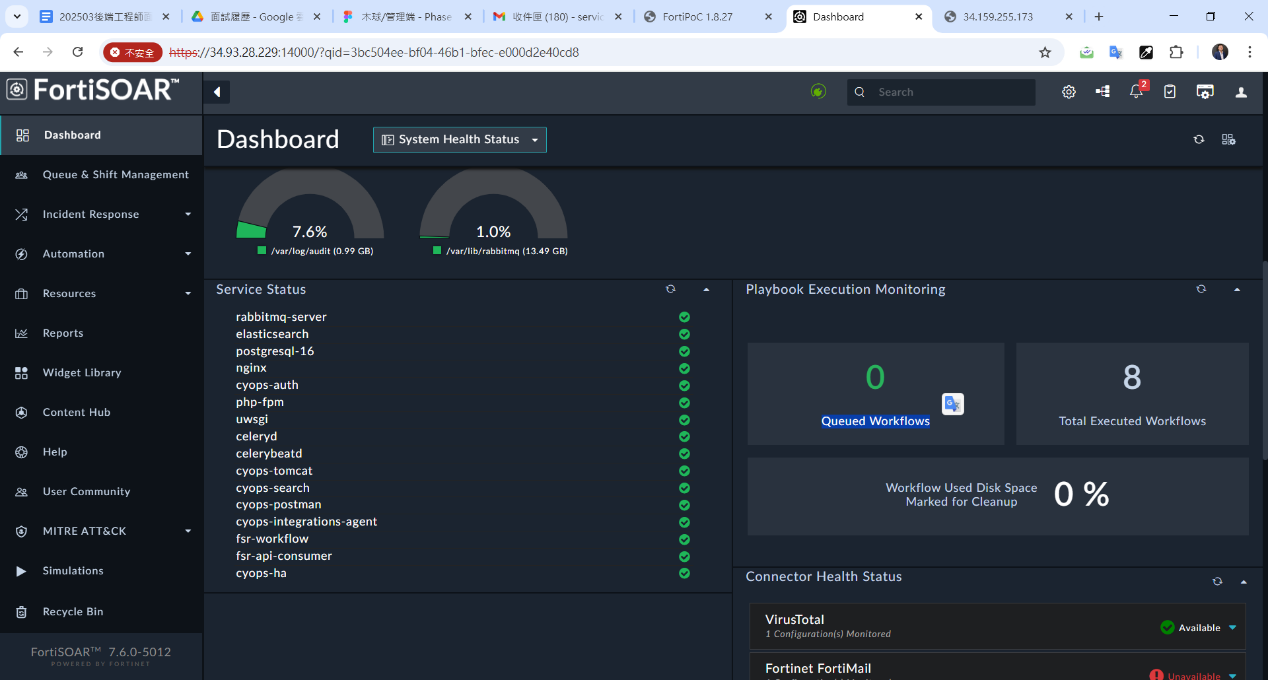 202503後端工程師面
面試履歷 - Google 雲
木球/管理端 - Phase
收件匣 (180) - servic
FortiPoC 1.8.27
Dashboard
34.159.255.173
不安全
https://34.93.28.229:14000/?qid=3bc504ee-bf04-46b1-bfec-e000d2e40cd8
FortiSOAR™
Search
2
Dashboard
Queue & Shift Management
Incident Response
Automation
Resources
Reports
Widget Library
Content Hub
Help
User Community
MITRE ATT&CK
Simulations
Recycle Bin
FortiSOAR™ 7.6.0-5012
POWERED BY FORTINET
Dashboard
System Health Status
7.6%
/var/log/audit (0.99 GB)
1.0%
/var/lib/rabbitmq (13.49 GB)
Service Status
rabbitmq-server
elasticsearch
postgresql-16
nginx
cyops-auth
php-fpm
uwsgi
celeryd
celerybeatd
cyops-tomcat
cyops-search
cyops-postman
cyops-integrations-agent
fsr-workflow
fsr-api-consumer
cyops-ha
Playbook Execution Monitoring
0
Queued Workflows
8
Total Executed Workflows
Workflow Used Disk Space
Marked for Cleanup
0 %
Connector Health Status
VirusTotal
1 Configuration(s) Monitored
Available
Fortinet FortiMail
Unavailable